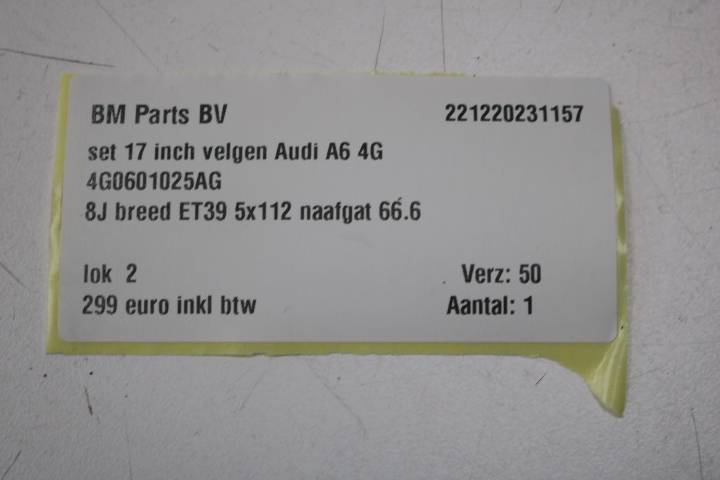 BM Parts BV 221220231157
set 17 inch velgen Audi A6 4G
4G0601025AG
8J breed ET39 5x112 naafgat 66.6
lok 2 Verz: 50
299 euro inkl btw Aantal: 1